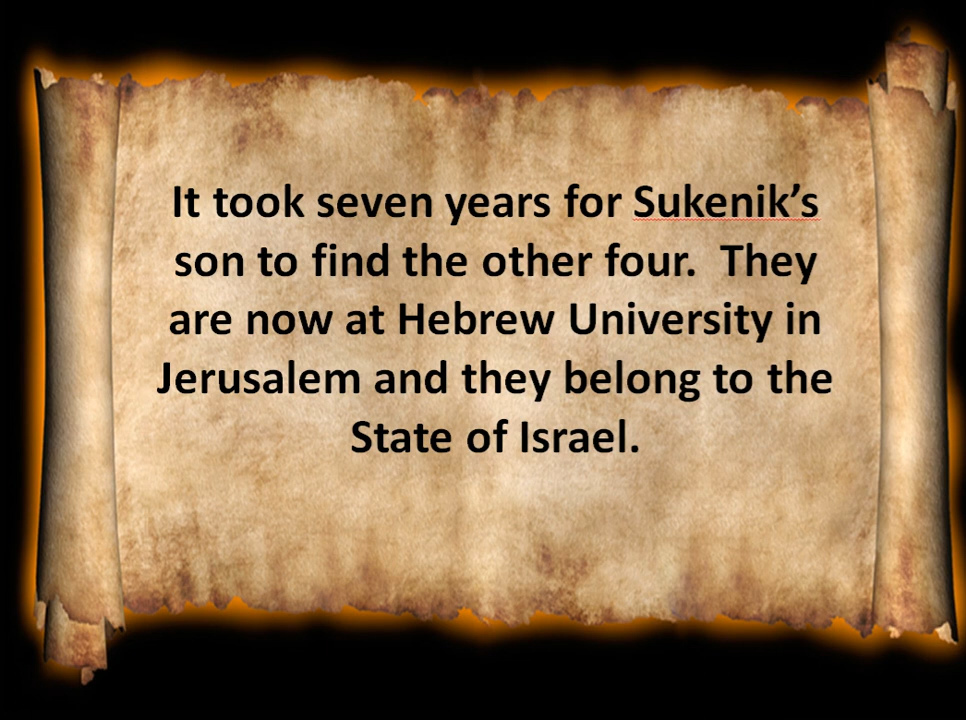 It took seven years for Sukenik’s
son to find the other four.  They
are now at Hebrew University in
Jerusalem and they belong to the
State of Israel.